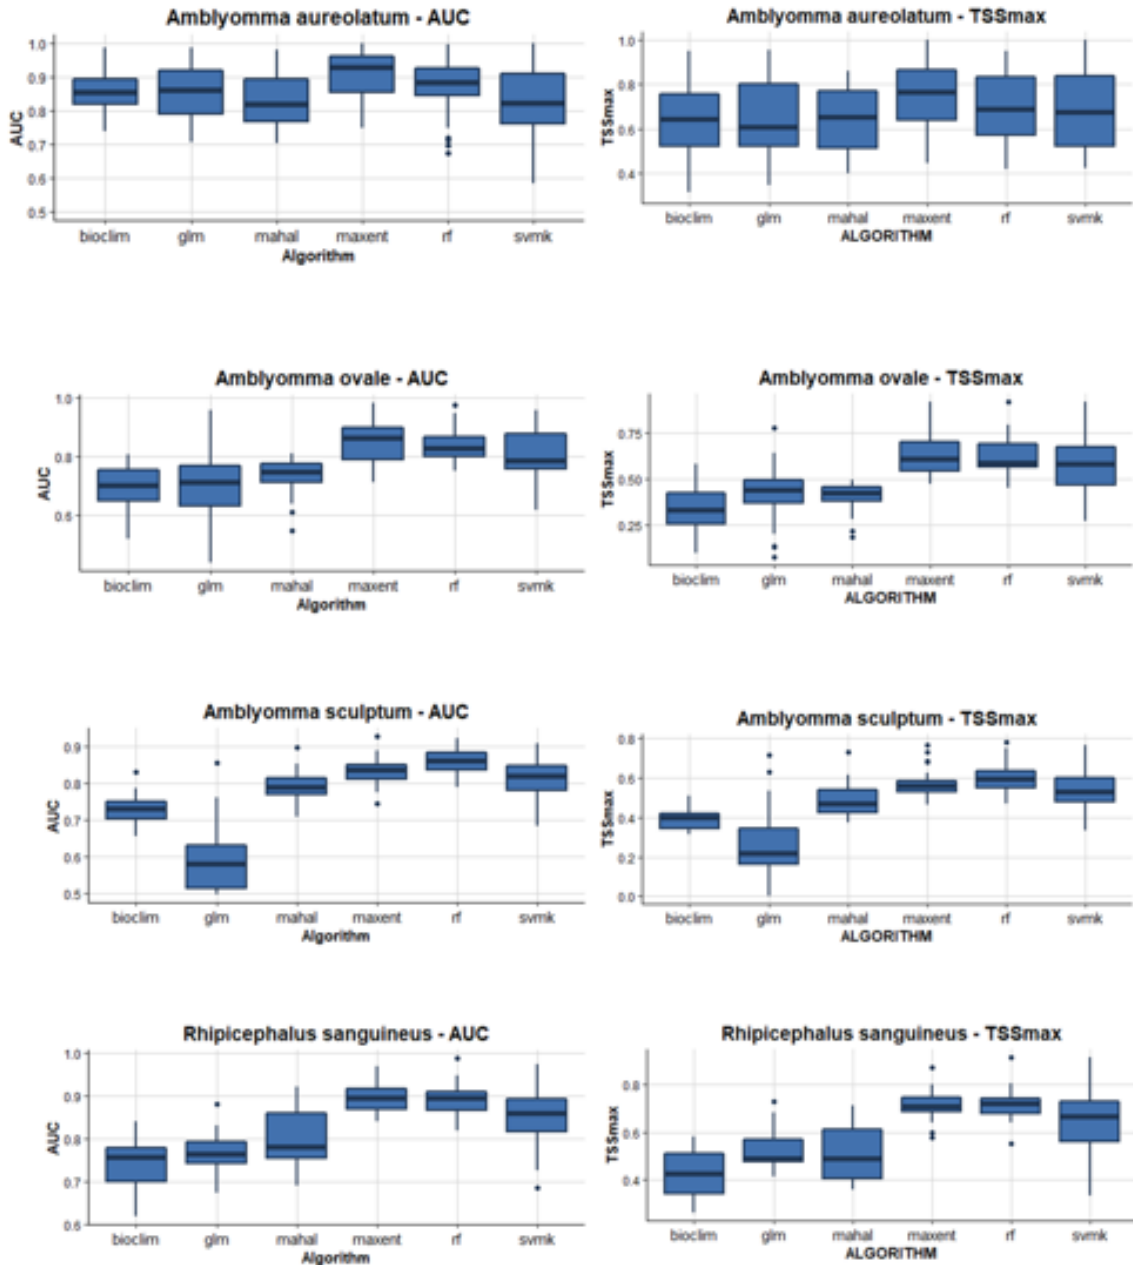 Amblyomma aureolatum - AUC
1.0
0.9
0.8
0.7
0.6
0.5
AUC
bioclim glm mahal maxent rf svmk
Algorithm
Amblyomma aureolatum - TSSmax
1.0
0.8
0.6
0.4
TSSmax
bioclim glm mahal maxent rf svmk
ALGORITHM
Amblyomma ovale - AUC
1.0
0.8
0.6
AUC
bioclim glm mahal maxent rf svmk
Algorithm
Amblyomma ovale - TSSmax
0.75
0.50
0.25
TSSmax
bioclim glm mahal maxent rf svmk
ALGORITHM
Amblyomma sculptum - AUC
0.9
0.8
0.7
0.6
0.5
AUC
bioclim glm mahal maxent rf svmk
Algorithm
Amblyomma sculptum - TSSmax
0.8
0.6
0.4
0.2
0.0
TSSmax
bioclim glm mahal maxent rf svmk
ALGORITHM
Rhipicephalus sanguineus - AUC
1.0
0.9
0.8
0.7
0.6
AUC
bioclim glm mahal maxent rf svmk
Algorithm
Rhipicephalus sanguineus - TSSmax
0.8
0.6
0.4
TSSmax
bioclim glm mahal maxent rf svmk
ALGORITHM